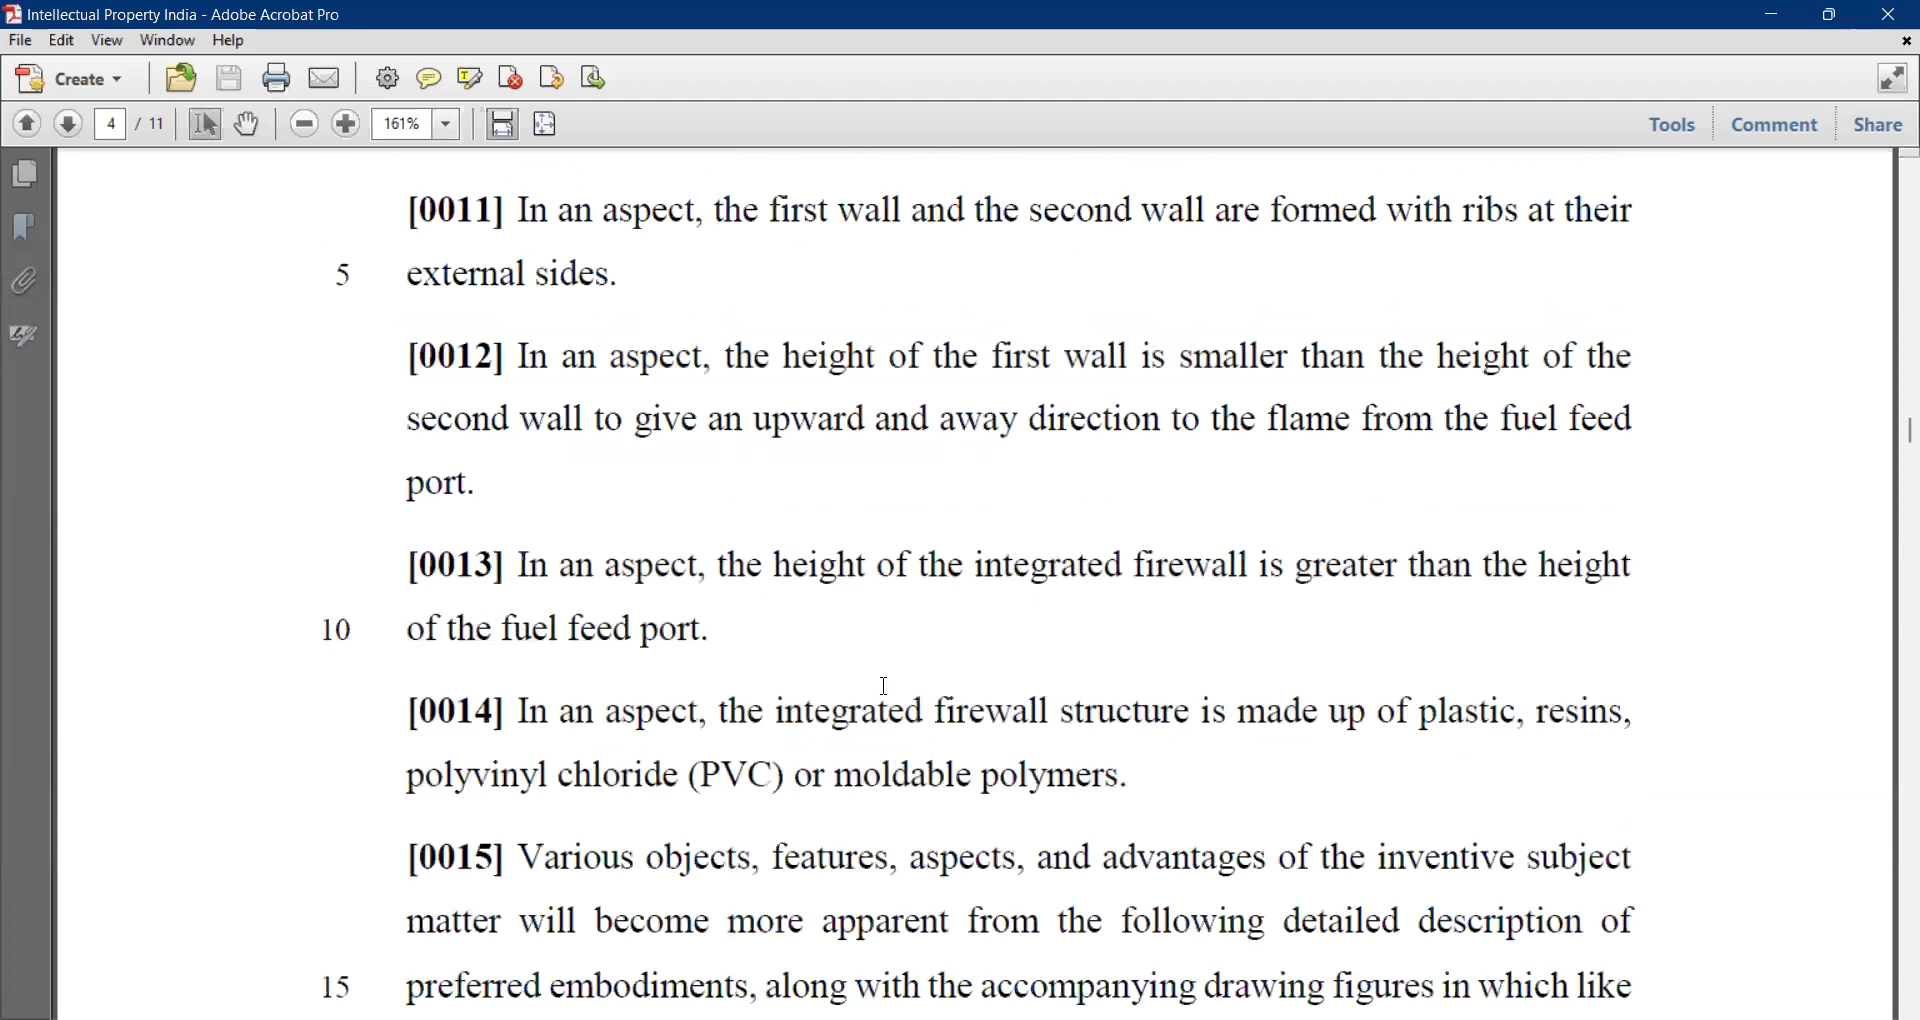 Intellectual Property India - Adobe Acrobat Pro
File Edit View Window Help
Create
4 / 11 161% Tools Comment Share
[0011] In an aspect, the first wall and the second wall are formed with ribs at their
5 external sides.
[0012] In an aspect, the height of the first wall is smaller than the height of the
second wall to give an upward and away direction to the flame from the fuel feed
port.
[0013] In an aspect, the height of the integrated firewall is greater than the height
10 of the fuel feed port.
[0014] In an aspect, the integrated firewall structure is made up of plastic, resins,
polyvinyl chloride (PVC) or moldable polymers.
[0015] Various objects, features, aspects, and advantages of the inventive subject
matter will become more apparent from the following detailed description of
15 preferred embodiments, along with the accompanying drawing figures in which like